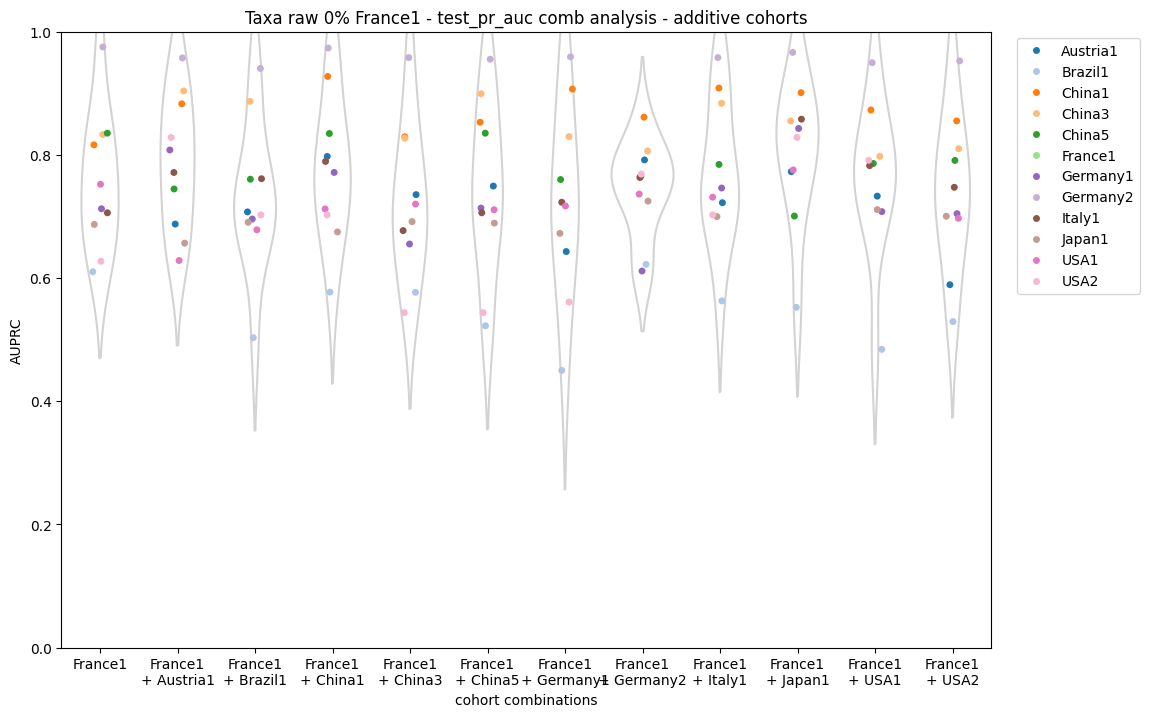 Taxa raw 0% France1 - test_pr_auc comb analysis - additive cohorts
AUPRC
1.0
0.8
0.6
0.4
0.2
0.0
France1
France1
+ Austria1
France1
+ Brazil1
France1
+ China1
France1
+ China3
France1
+ China5
France1
+ Germany1
France1
+ Germany2
France1
+ Italy1
France1
+ Japan1
France1
+ USA1
France1
+ USA2
cohort combinations
Austria1
Brazil1
China1
China3
China5
France1
Germany1
Germany2
Italy1
Japan1
USA1
USA2